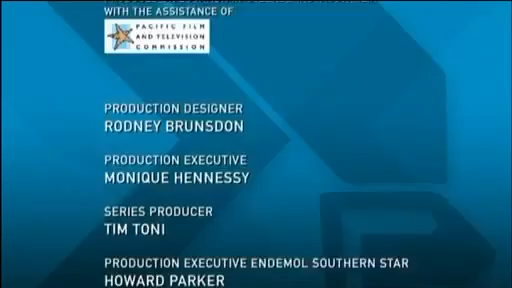 WITH THE ASSISTANCE OF
PACIFIC FILM
AND TELEVISION
COMMISSION
PRODUCTION DESIGNER
RODNEY BRUNSDON
PRODUCTION EXECUTIVE
MONIQUE HENNESSY
SERIES PRODUCER
TIM TONI
PRODUCTION EXECUTIVE ENDEMOL SOUTHERN STAR
HOWARD PARKER